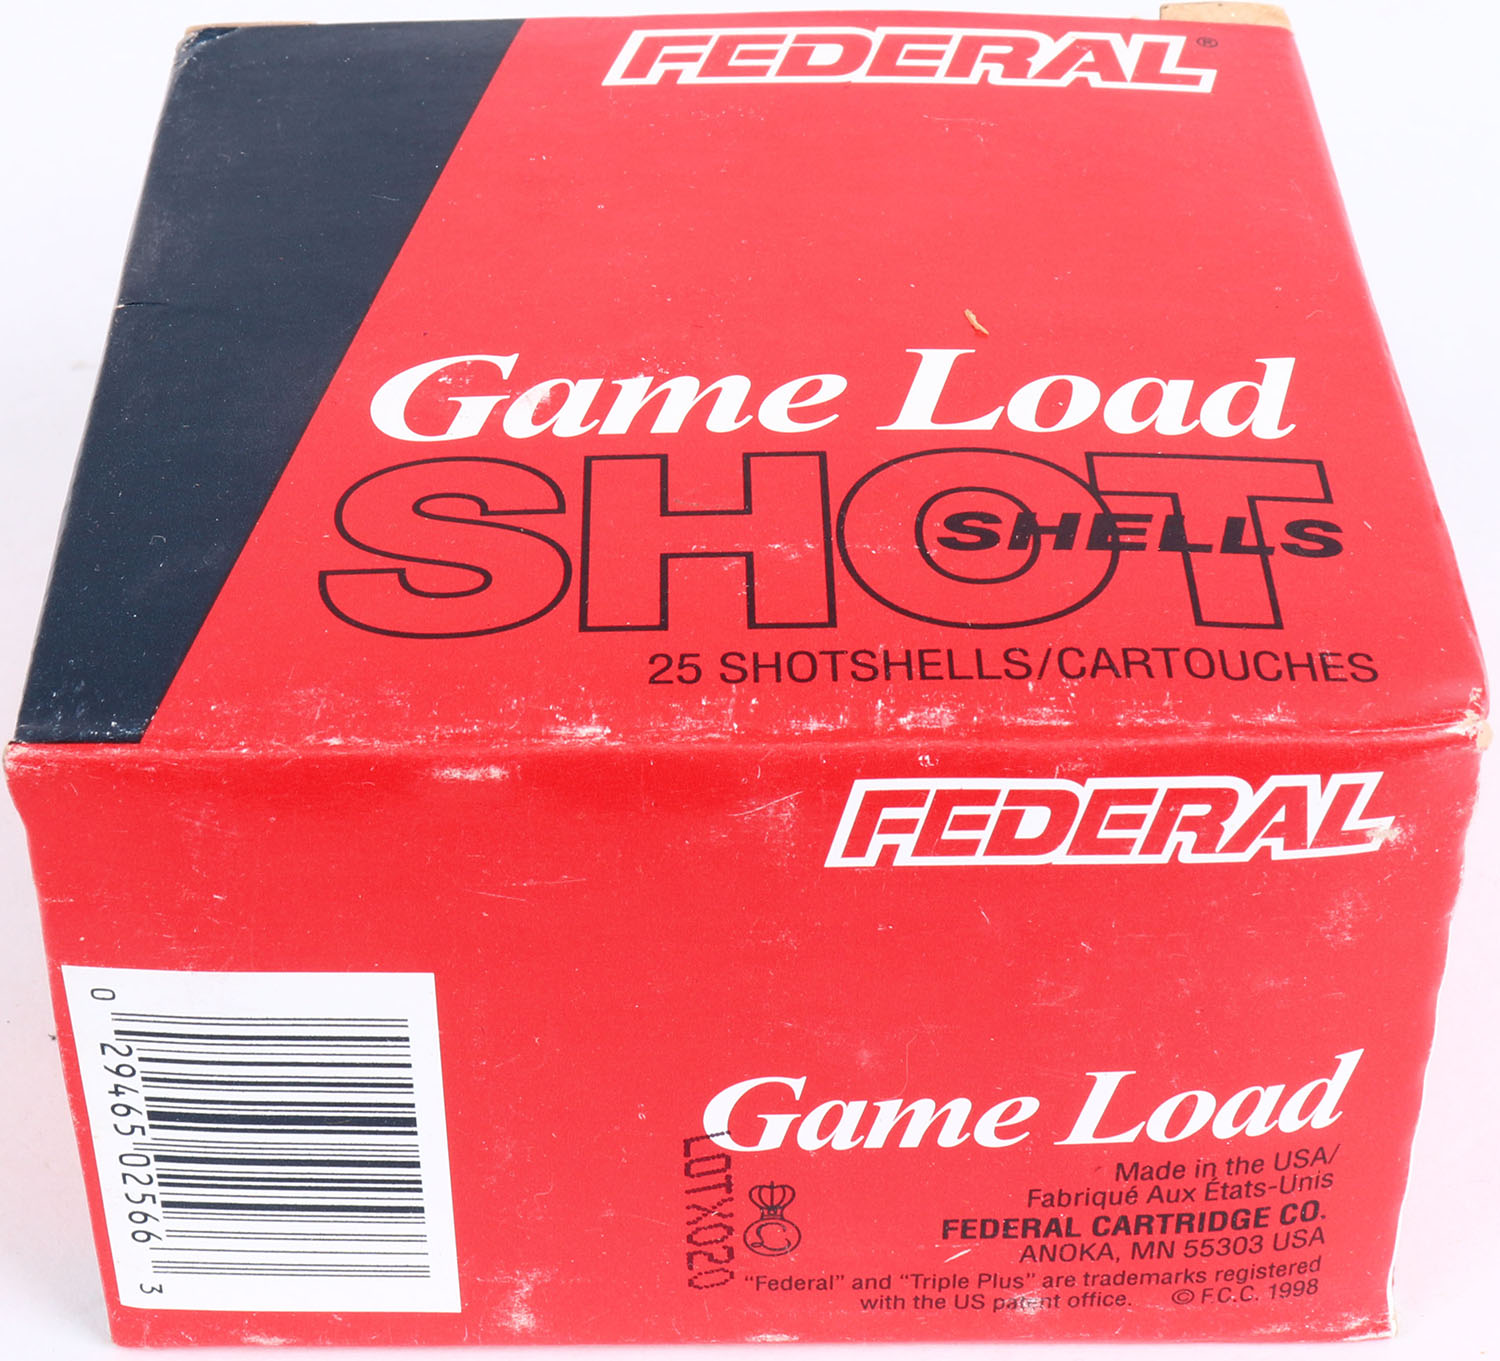 FEDERAL®
Game Load
SHOT
SHELLS
25 SHOTSHELLS/CARTOUCHES
FEDERAL
0 29465 02566 3
Game Load
LOTX020
£
Made in the USA/
Fabriqué Aux États-Unis
FEDERAL CARTRIDGE CO.
ANOKA, MN 55303 USA
"Federal" and "Triple Plus" are trademarks registered
with the US patent office. © F.C.C. 1998